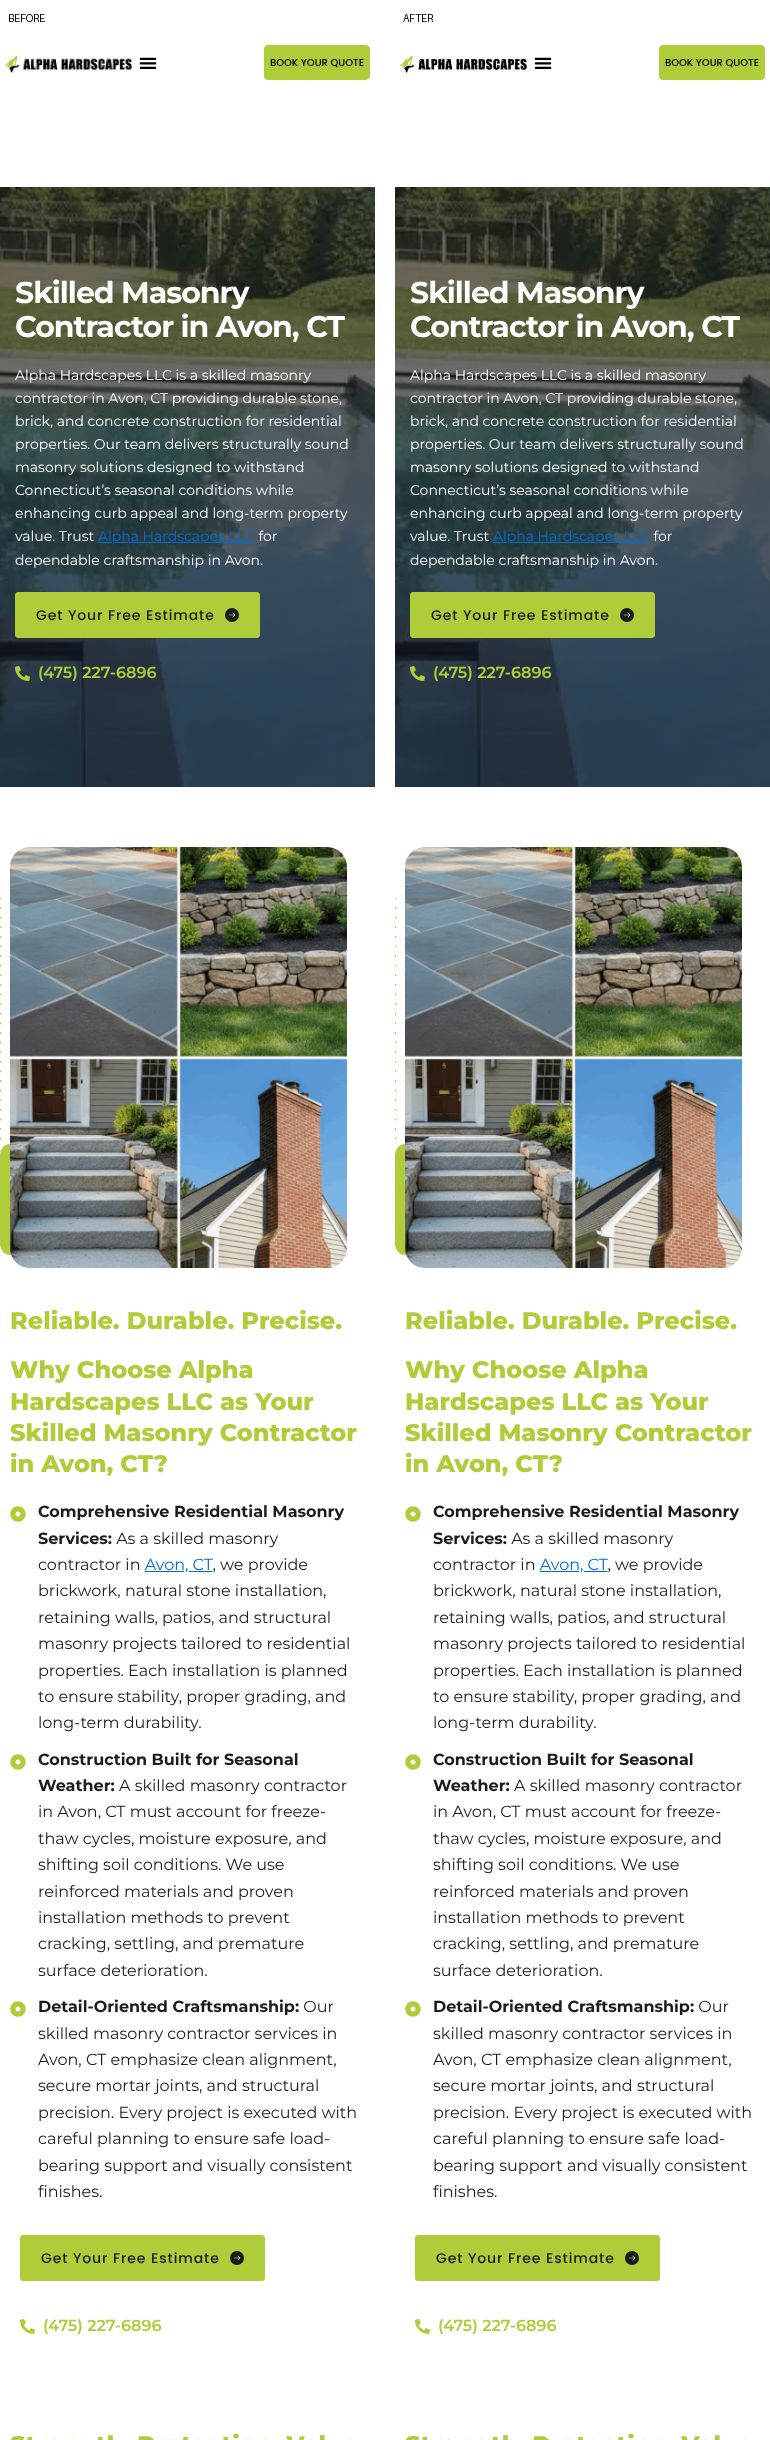 BEFORE
ALPHA HARDSCAPES
BOOK YOUR QUOTE
Skilled Masonry
Contractor in Avon, CT
Alpha Hardscapes LLC is a skilled masonry
contractor in Avon, CT providing durable stone,
brick, and concrete construction for residential
properties. Our team delivers structurally sound
masonry solutions designed to withstand
Connecticut’s seasonal conditions while
enhancing curb appeal and long-term property
value. Trust Alpha Hardscapes LLC for
dependable craftsmanship in Avon.
Get Your Free Estimate
(475) 227-6896
Reliable. Durable. Precise.
Why Choose Alpha
Hardscapes LLC as Your
Skilled Masonry Contractor
in Avon, CT?
Comprehensive Residential Masonry
Services: As a skilled masonry
contractor in Avon, CT, we provide
brickwork, natural stone installation,
retaining walls, patios, and structural
masonry projects tailored to residential
properties. Each installation is planned
to ensure stability, proper grading, and
long-term durability.
Construction Built for Seasonal
Weather: A skilled masonry contractor
in Avon, CT must account for freeze-
thaw cycles, moisture exposure, and
shifting soil conditions. We use
reinforced materials and proven
installation methods to prevent
cracking, settling, and premature
surface deterioration.
Detail-Oriented Craftsmanship: Our
skilled masonry contractor services in
Avon, CT emphasize clean alignment,
secure mortar joints, and structural
precision. Every project is executed with
careful planning to ensure safe load-
bearing support and visually consistent
finishes.
Get Your Free Estimate
(475) 227-6896
AFTER
ALPHA HARDSCAPES
BOOK YOUR QUOTE
Skilled Masonry
Contractor in Avon, CT
Alpha Hardscapes LLC is a skilled masonry
contractor in Avon, CT providing durable stone,
brick, and concrete construction for residential
properties. Our team delivers structurally sound
masonry solutions designed to withstand
Connecticut’s seasonal conditions while
enhancing curb appeal and long-term property
value. Trust Alpha Hardscapes LLC for
dependable craftsmanship in Avon.
Get Your Free Estimate
(475) 227-6896
Reliable. Durable. Precise.
Why Choose Alpha
Hardscapes LLC as Your
Skilled Masonry Contractor
in Avon, CT?
Comprehensive Residential Masonry
Services: As a skilled masonry
contractor in Avon, CT, we provide
brickwork, natural stone installation,
retaining walls, patios, and structural
masonry projects tailored to residential
properties. Each installation is planned
to ensure stability, proper grading, and
long-term durability.
Construction Built for Seasonal
Weather: A skilled masonry contractor
in Avon, CT must account for freeze-
thaw cycles, moisture exposure, and
shifting soil conditions. We use
reinforced materials and proven
installation methods to prevent
cracking, settling, and premature
surface deterioration.
Detail-Oriented Craftsmanship: Our
skilled masonry contractor services in
Avon, CT emphasize clean alignment,
secure mortar joints, and structural
precision. Every project is executed with
careful planning to ensure safe load-
bearing support and visually consistent
finishes.
Get Your Free Estimate
(475) 227-6896